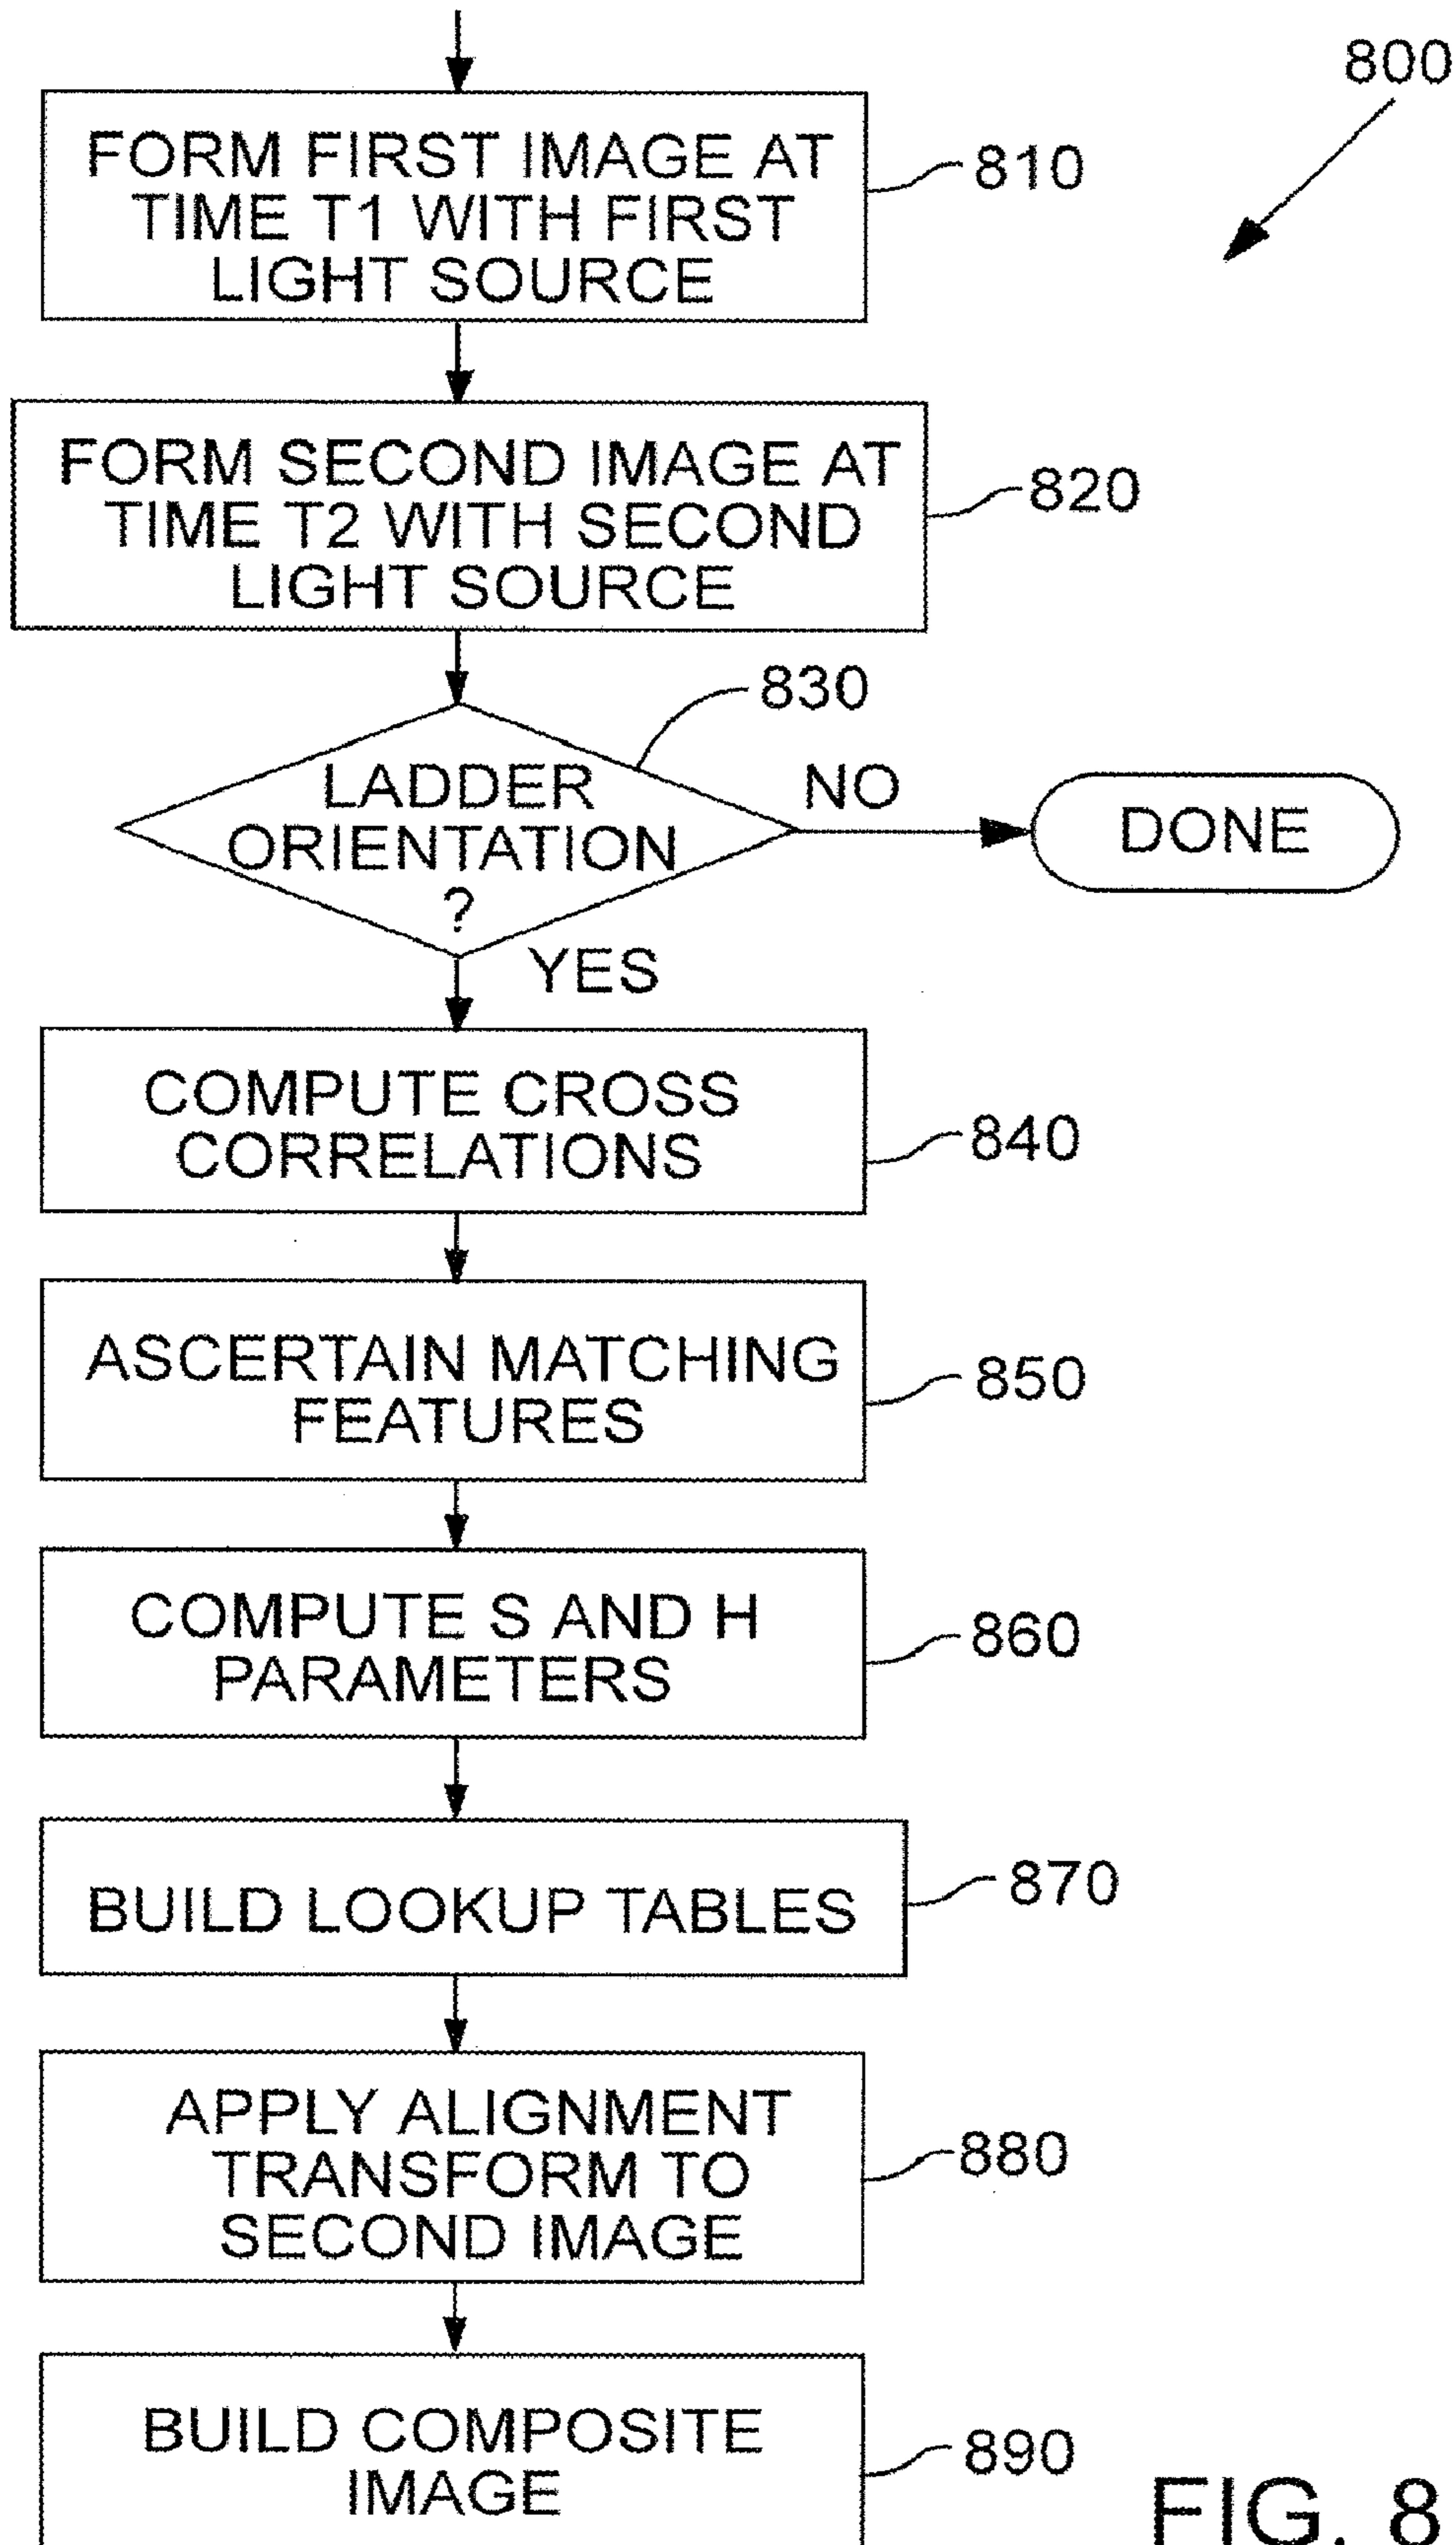 800
FORM FIRST IMAGE AT
TIME T1 WITH FIRST
LIGHT SOURCE
810
FORM SECOND IMAGE AT
TIME T2 WITH SECOND
LIGHT SOURCE
820
830
LADDER
ORIENTATION
?
NO
DONE
YES
COMPUTE CROSS
CORRELATIONS
840
ASCERTAIN MATCHING
FEATURES
850
COMPUTE S AND H
PARAMETERS
860
BUILD LOOKUP TABLES
870
APPLY ALIGNMENT
TRANSFORM TO
SECOND IMAGE
880
BUILD COMPOSITE
IMAGE
890
FIG. 8